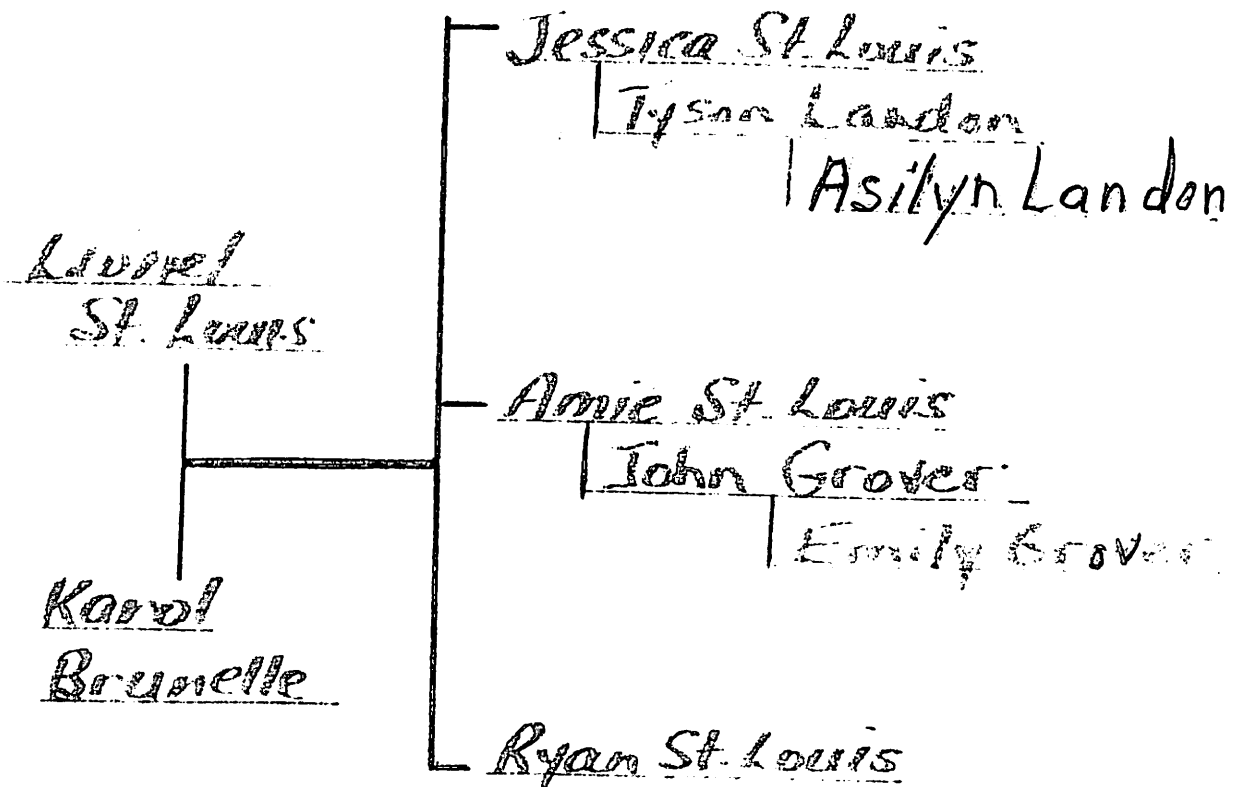 Jessica St. Louis
Tyson Landon
Asilyn Landon
St. Louis
Amie St. Louis
John Grover
Emily Grover
Karol
Brunelle
Ryan St. Louis